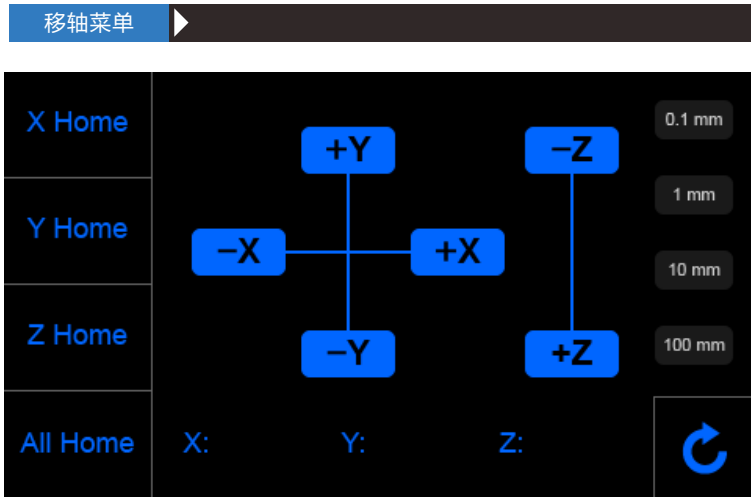 移轴菜单
X Home
Y Home
Z Home
All Home
+Y
−X
+X
−Y
−Z
+Z
0.1 mm
1 mm
10 mm
100 mm
X:
Y:
Z: